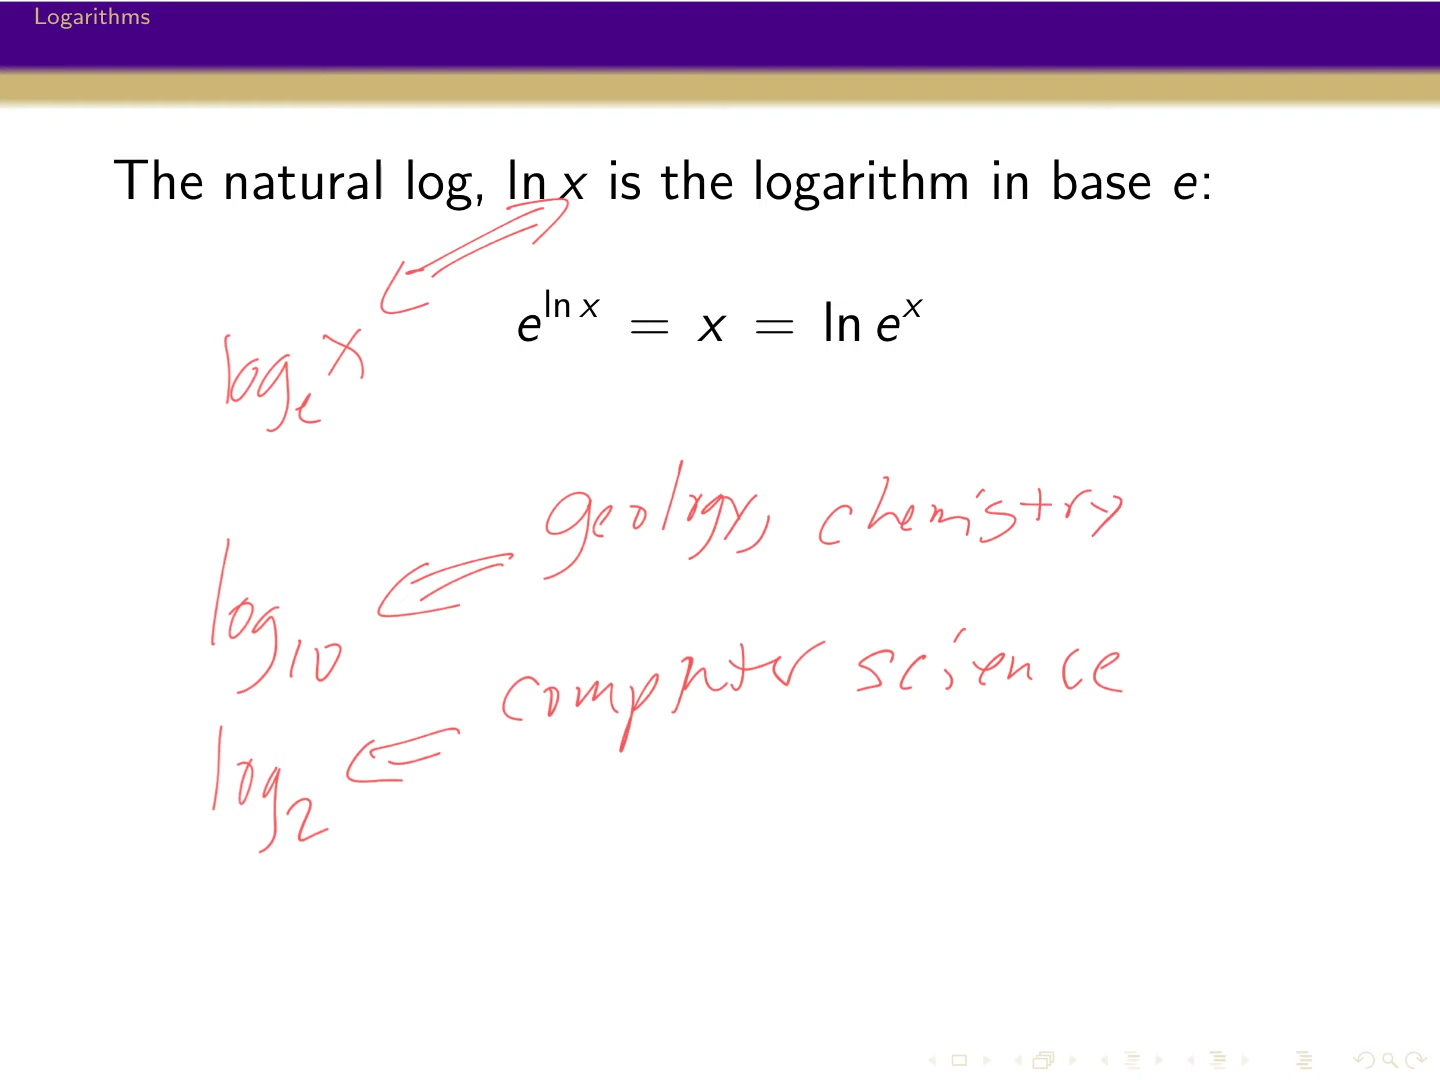 Logarithms
The natural log, ln x is the logarithm in base e:
e^{ln x} = x = ln e^x
log_e x
geology, chemistry
log_10
computer science
log_2